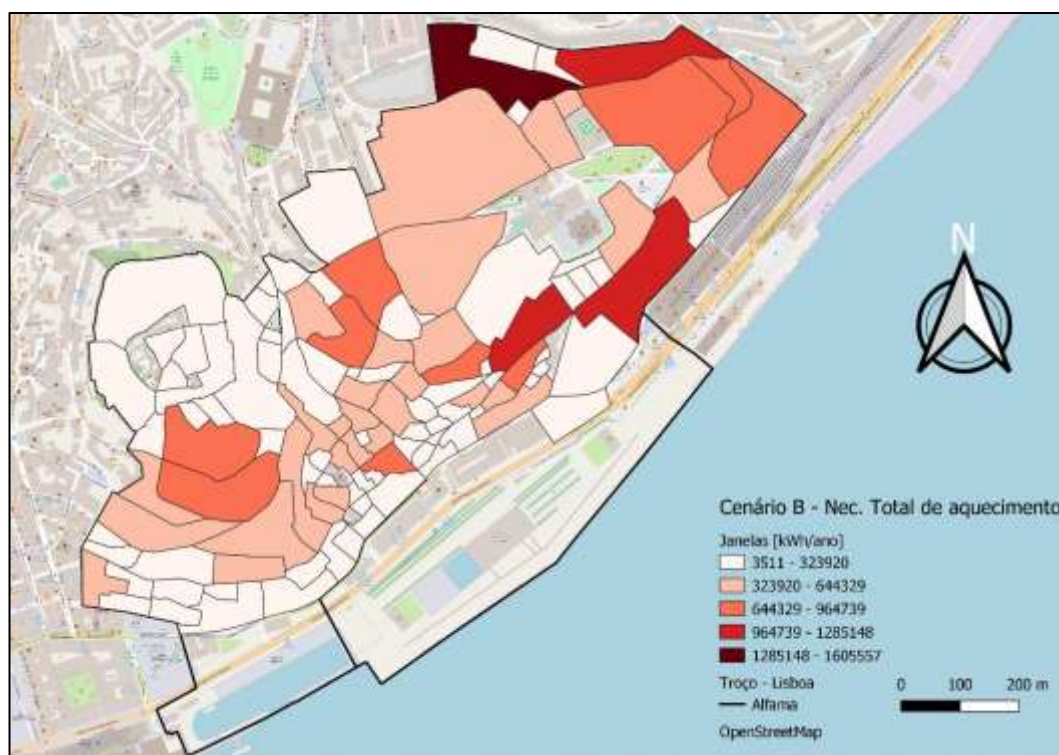 N
Cenário B - Nec. Total de aquecimento
Janelas [kWh/ano]
3511 - 323920
323920 - 644329
644329 - 964739
964739 - 1285148
1285148 - 1605557
Troço - Lisboa
Alfama
OpenStreetMap
0 100 200 m